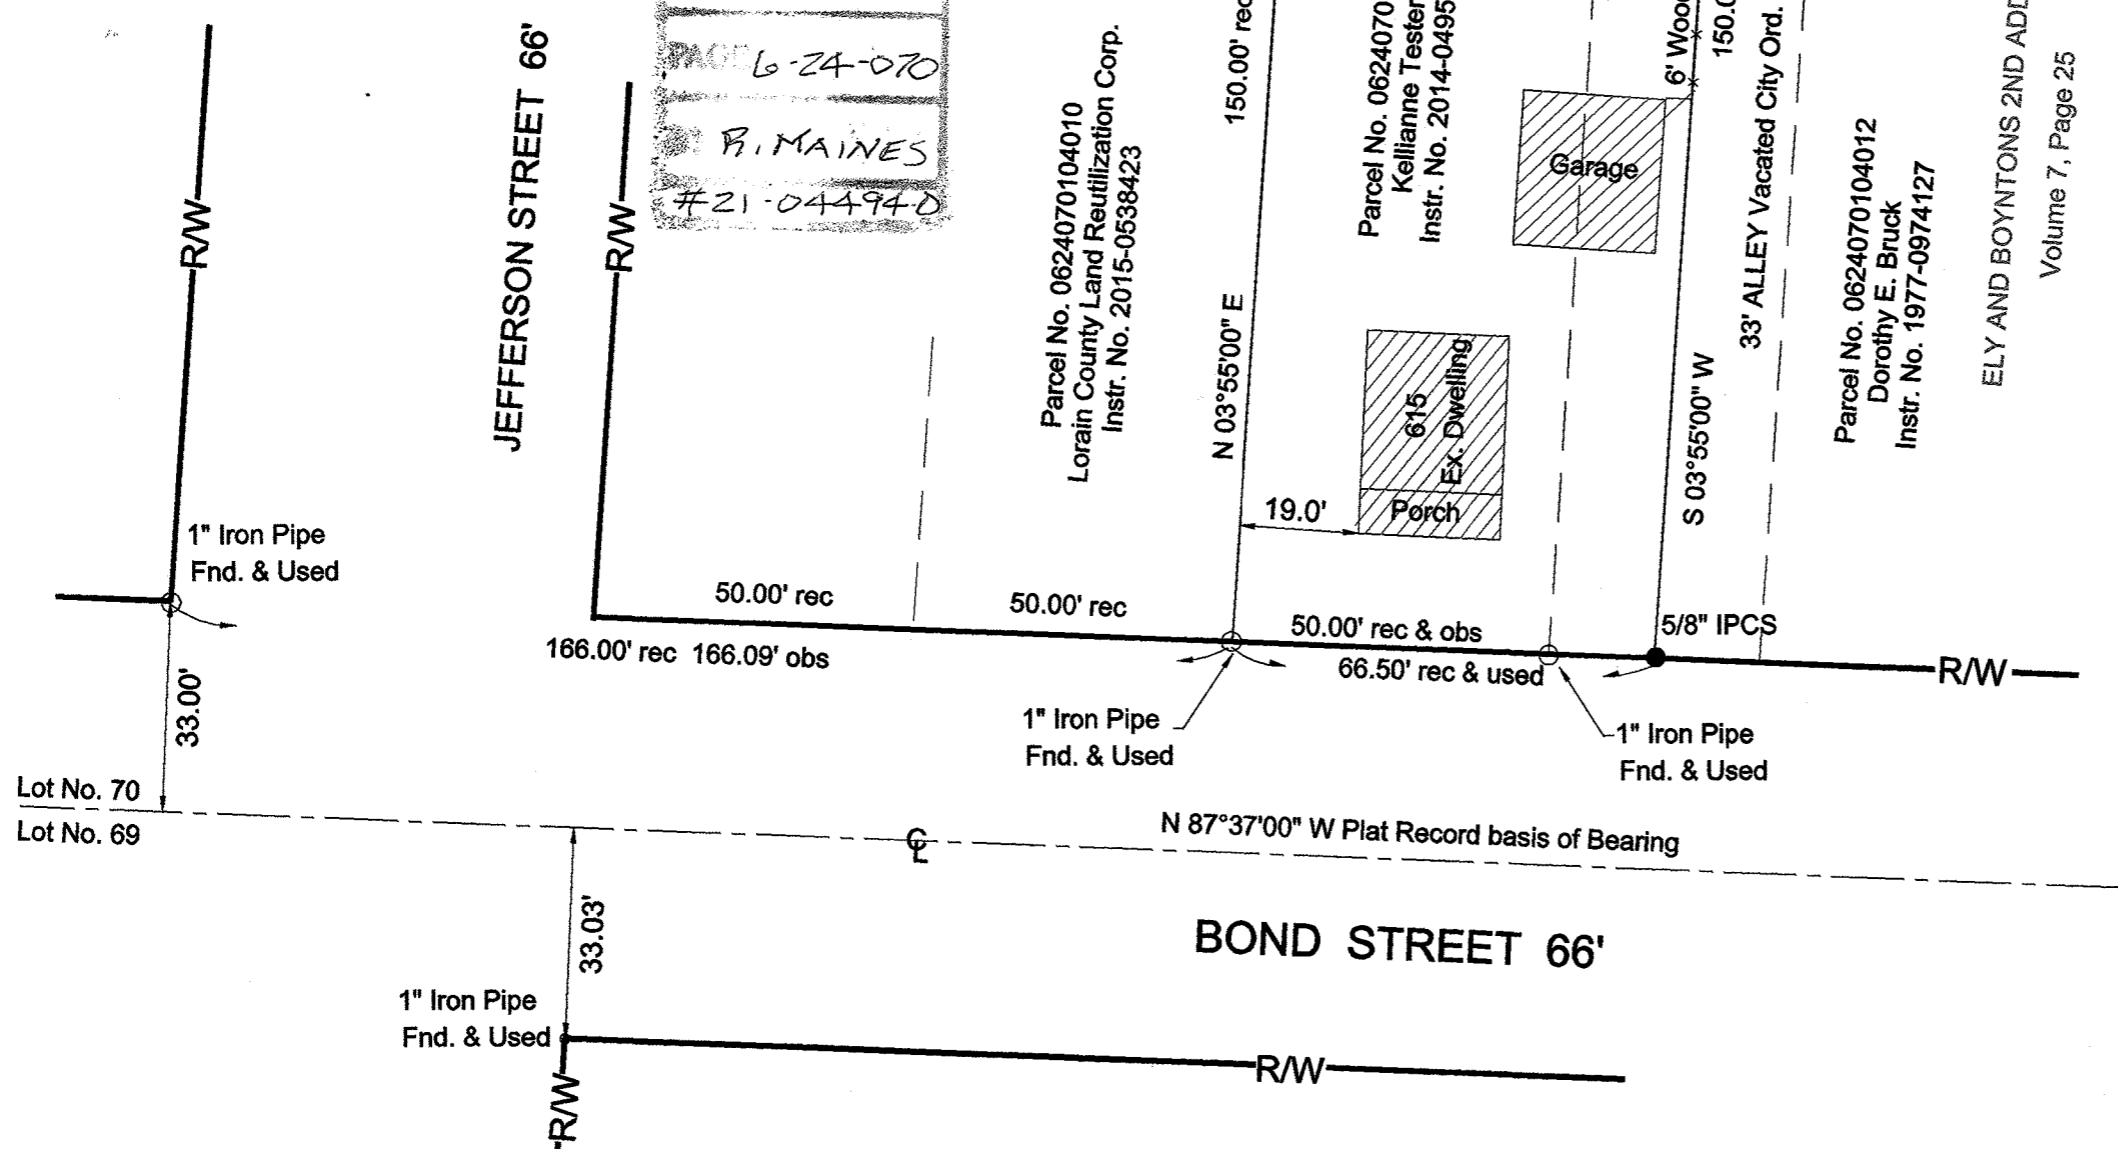 JEFFERSON STREET 66'
R/W
R/W
PAGE 6-24-070
R. MAINES
#21-04494-D
Parcel No. 0624070104010
Lorain County Land Reutilization Corp.
Instr. No. 2015-0538423
150.00' rec
N 03°55'00" E
Parcel No. 0624070
Kellianne Tester
Instr. No. 2014-0495
Garage
6' Wood
150.0
33' ALLEY Vacated City Ord.
S 03°55'00" W
Parcel No. 0624070104012
Dorothy E. Bruck
Instr. No. 1977-0974127
ELY AND BOYNTONS 2ND ADD
Volume 7, Page 25
615
Ex. Dwelling
Porch
19.0'
1" Iron Pipe
Fnd. & Used
50.00' rec
50.00' rec
50.00' rec & obs
5/8" IPCS
166.00' rec 166.09' obs
66.50' rec & used
R/W
33.00'
1" Iron Pipe
Fnd. & Used
1" Iron Pipe
Fnd. & Used
Lot No. 70
Lot No. 69
CL
N 87°37'00" W Plat Record basis of Bearing
33.03'
BOND STREET 66'
1" Iron Pipe
Fnd. & Used
R/W
R/W